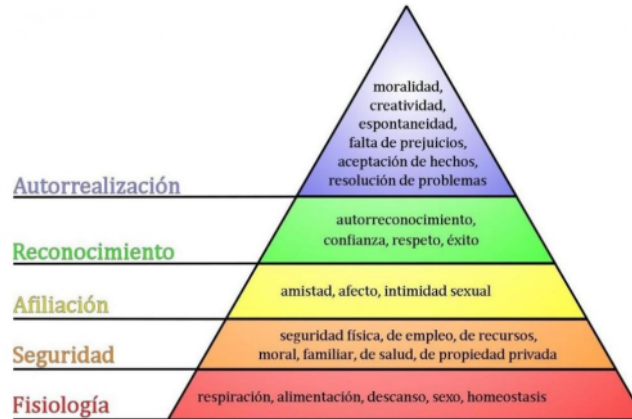 moralidad,
creatividad,
espontaneidad,
falta de prejuicios,
aceptación de hechos,
resolución de problemas
Autorrealización
autorreconocimiento,
confianza, respeto, éxito
Reconocimiento
amistad, afecto, intimidad sexual
Afiliación
seguridad física, de empleo, de recursos,
moral, familiar, de salud, de propiedad privada
Seguridad
respiración, alimentación, descanso, sexo, homeostasis
Fisiología